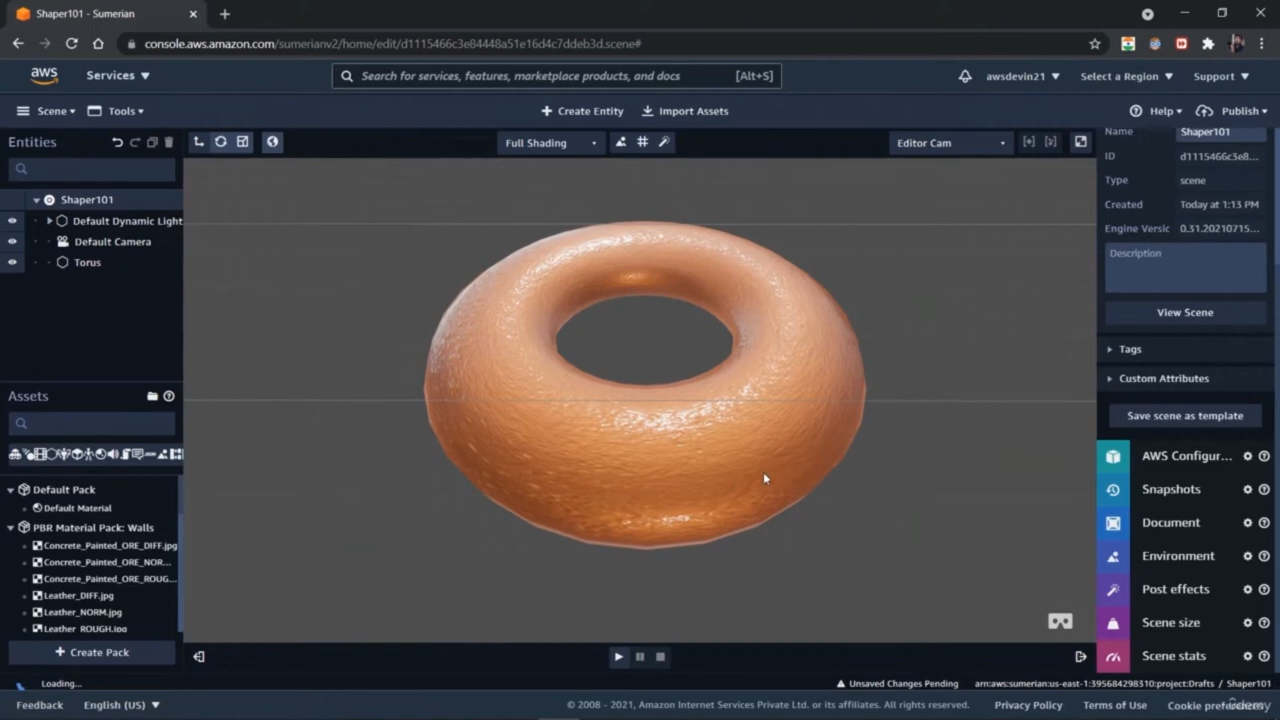 Shaper101 - Sumerian
console.aws.amazon.com/sumerianv2/home/edit/d1115466c3e84448a51e16d4c7ddeb3d.scene#
aws Services Search for services, features, marketplace products, and docs [Alt+S] awsdevin21 Select a Region Support
Scene Tools Create Entity Import Assets Help Publish
Entities Full Shading Editor Cam
Name Shaper101
ID d1115466c3e8...
Type scene
Created Today at 1:13 PM
Engine Versic 0.31.20210715...
Description
View Scene
Tags
Custom Attributes
Save scene as template
AWS Configur...
Snapshots
Document
Environment
Post effects
Scene size
Scene stats
Shaper101
Default Dynamic Light
Default Camera
Torus
Assets
Default Pack
Default Material
PBR Material Pack: Walls
Concrete_Painted_ORE_DIFF.jpg
Concrete_Painted_ORE_NOR...
Concrete_Painted_ORE_ROUG...
Leather_DIFF.jpg
Leather_NORM.jpg
Leather_ROUGH.jpg
Create Pack
Loading...
Unsaved Changes Pending arn:aws:sumerian:us-east-1:395684298310:project:Drafts / Shaper101
Feedback English (US) © 2008 - 2021, Amazon Internet Services Private Ltd. or its affiliates. All rights reserved. Privacy Policy Terms of Use Cookie preferences
Udemy